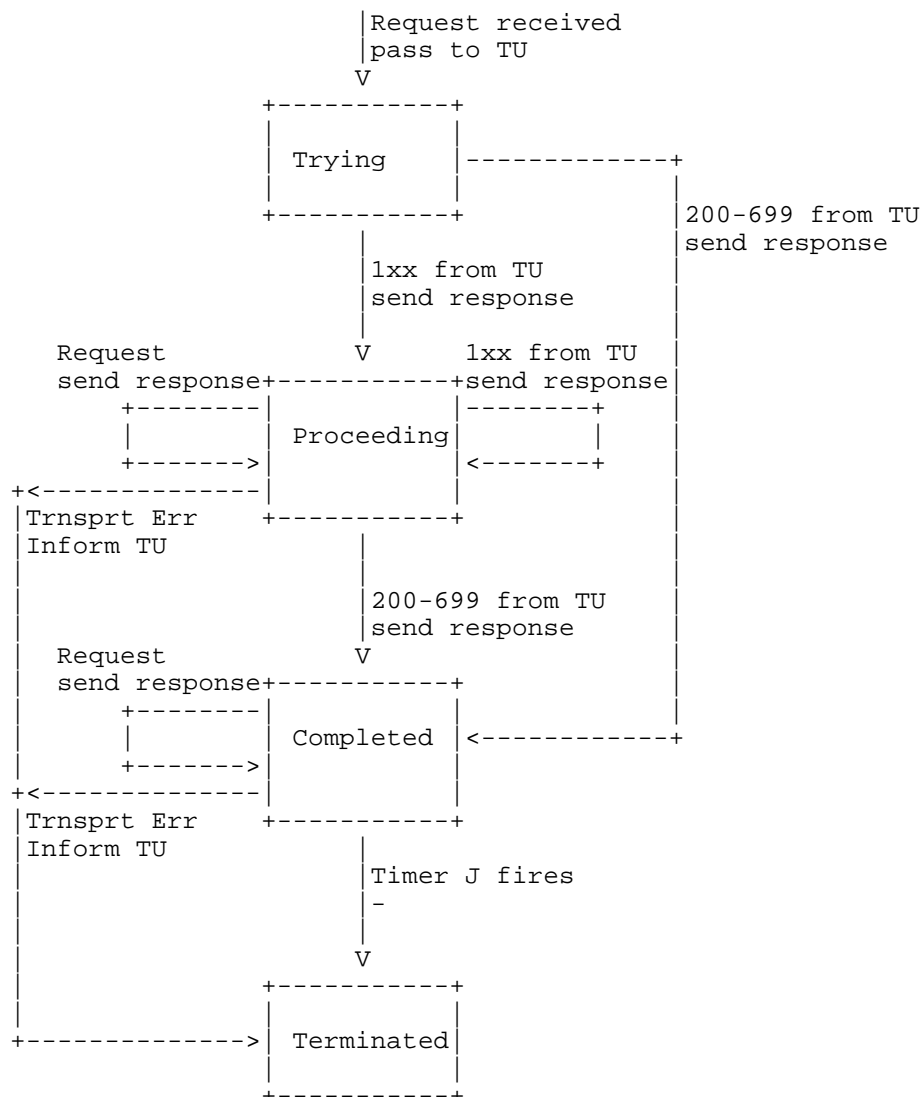 Request received
pass to TU
V
Trying
200-699 from TU
send response
1xx from TU
send response
Request V 1xx from TU
send response send response
Proceeding
Trnsprt Err
Inform TU
200-699 from TU
send response
Request V
send response
Completed
Trnsprt Err
Inform TU
Timer J fires
-
V
Terminated